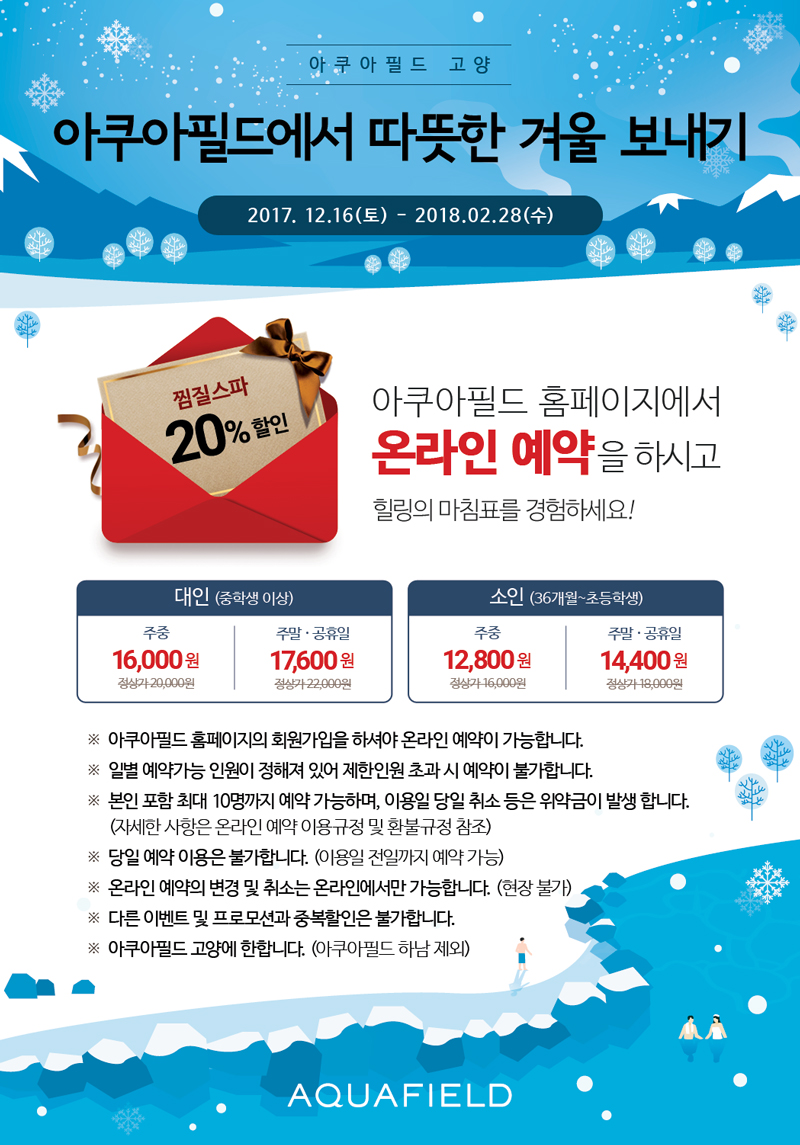 아쿠아필드 고양
아쿠아필드에서 따뜻한 겨울 보내기
2017. 12.16(토) - 2018.02.28(수)
찜질스파
20% 할인
아쿠아필드 홈페이지에서
온라인 예약을 하시고
힐링의 마침표를 경험하세요!
대인 (중학생 이상)
주중
16,000 원
정상가 20,000원
주말 · 공휴일
17,600 원
정상가 22,000원
소인 (36개월~초등학생)
주중
12,800 원
정상가 16,000원
주말 · 공휴일
14,400 원
정상가 18,000원
※ 아쿠아필드 홈페이지의 회원가입을 하셔야 온라인 예약이 가능합니다.
※ 일별 예약가능 인원이 정해져 있어 제한인원 초과 시 예약이 불가합니다.
※ 본인 포함 최대 10명까지 예약 가능하며, 이용일 당일 취소 등은 위약금이 발생 합니다.
(자세한 사항은 온라인 예약 이용규정 및 환불규정 참조)
※ 당일 예약 이용은 불가합니다. (이용일 전일까지 예약 가능)
※ 온라인 예약의 변경 및 취소는 온라인에서만 가능합니다. (현장 불가)
※ 다른 이벤트 및 프로모션과 중복할인은 불가합니다.
※ 아쿠아필드 고양에 한합니다. (아쿠아필드 하남 제외)
AQUAFIELD